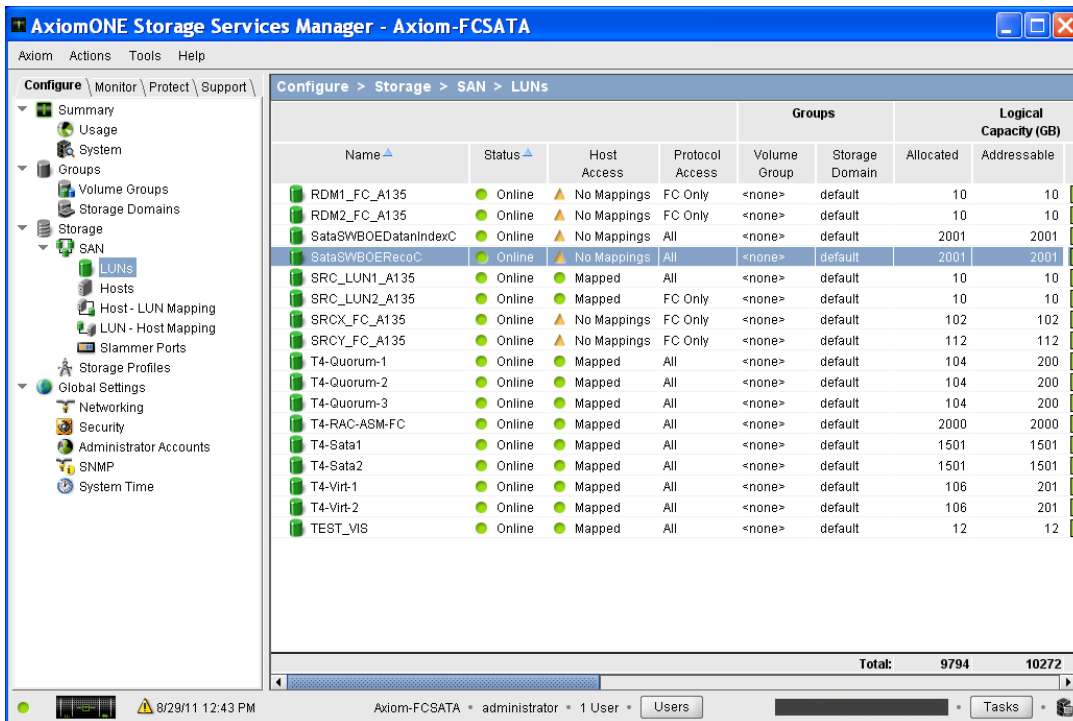 AxiomONE Storage Services Manager - Axiom-FCSATA
Axiom Actions Tools Help
Configure Monitor Protect Support
Summary
Usage
System
Groups
Volume Groups
Storage Domains
Storage
SAN
LUNs
Hosts
Host - LUN Mapping
LUN - Host Mapping
Slammer Ports
Storage Profiles
Global Settings
Networking
Security
Administrator Accounts
SNMP
System Time
Configure > Storage > SAN > LUNs
Groups Logical Capacity (GB)
Name Status Host Access Protocol Access Volume Group Storage Domain Allocated Addressable
RDM1_FC_A135 Online No Mappings FC Only <none> default 10 10
RDM2_FC_A135 Online No Mappings FC Only <none> default 10 10
SataSWBOEDatanIndexC Online No Mappings All <none> default 2001 2001
SataSWBOERecoC Online No Mappings All <none> default 2001 2001
SRC_LUN1_A135 Online Mapped All <none> default 10 10
SRC_LUN2_A135 Online Mapped FC Only <none> default 10 10
SRCX_FC_A135 Online No Mappings FC Only <none> default 102 102
SRCY_FC_A135 Online No Mappings FC Only <none> default 112 112
T4-Quorum-1 Online Mapped All <none> default 104 200
T4-Quorum-2 Online Mapped All <none> default 104 200
T4-Quorum-3 Online Mapped All <none> default 104 200
T4-RAC-ASM-FC Online Mapped All <none> default 2000 2000
T4-Sata1 Online Mapped All <none> default 1501 1501
T4-Sata2 Online Mapped All <none> default 1501 1501
T4-Virt-1 Online Mapped All <none> default 106 201
T4-Virt-2 Online Mapped All <none> default 106 201
TEST_VIS Online Mapped All <none> default 12 12
Total: 9794 10272
8/29/11 12:43 PM Axiom-FCSATA • administrator • 1 User • Users • Tasks •